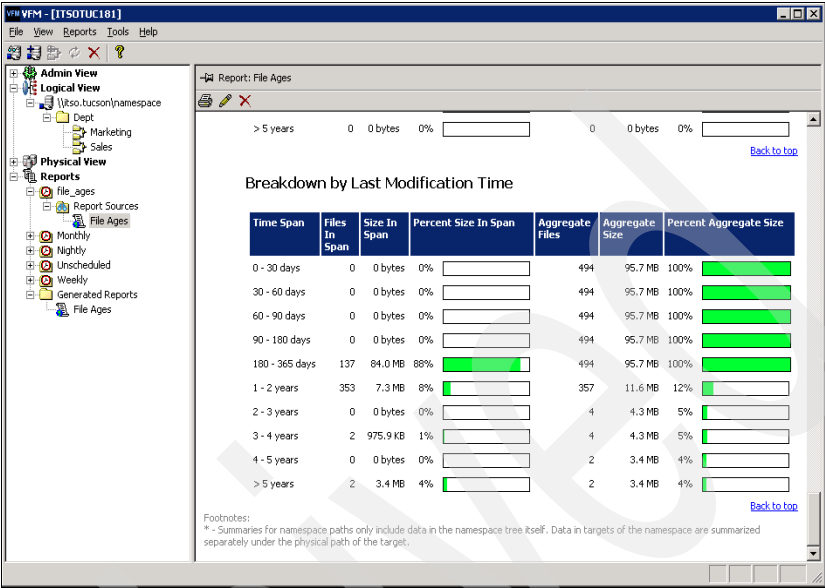 VFM VFM - [ITSOTUC181]
File View Reports Tools Help
Admin View
Logical View
\\itso.tucson\namespace
Dept
Marketing
Sales
Physical View
Reports
file_ages
Report Sources
File Ages
Monthly
Nightly
Unscheduled
Weekly
Generated Reports
File Ages
Report: File Ages
> 5 years 0 0 bytes 0% 0 0 bytes 0%
Back to top
Breakdown by Last Modification Time
Time Span Files In Span Size In Span Percent Size In Span Aggregate Files Aggregate Size Percent Aggregate Size
0 - 30 days 0 0 bytes 0% 494 95.7 MB 100%
30 - 60 days 0 0 bytes 0% 494 95.7 MB 100%
60 - 90 days 0 0 bytes 0% 494 95.7 MB 100%
90 - 180 days 0 0 bytes 0% 494 95.7 MB 100%
180 - 365 days 137 84.0 MB 88% 494 95.7 MB 100%
1 - 2 years 353 7.3 MB 8% 357 11.6 MB 12%
2 - 3 years 0 0 bytes 0% 4 4.3 MB 5%
3 - 4 years 2 975.9 KB 1% 4 4.3 MB 5%
4 - 5 years 0 0 bytes 0% 2 3.4 MB 4%
> 5 years 2 3.4 MB 4% 2 3.4 MB 4%
Back to top
Footnotes:
* - Summaries for namespace paths only include data in the namespace tree itself. Data in targets of the namespace are summarized
separately under the physical path of the target.